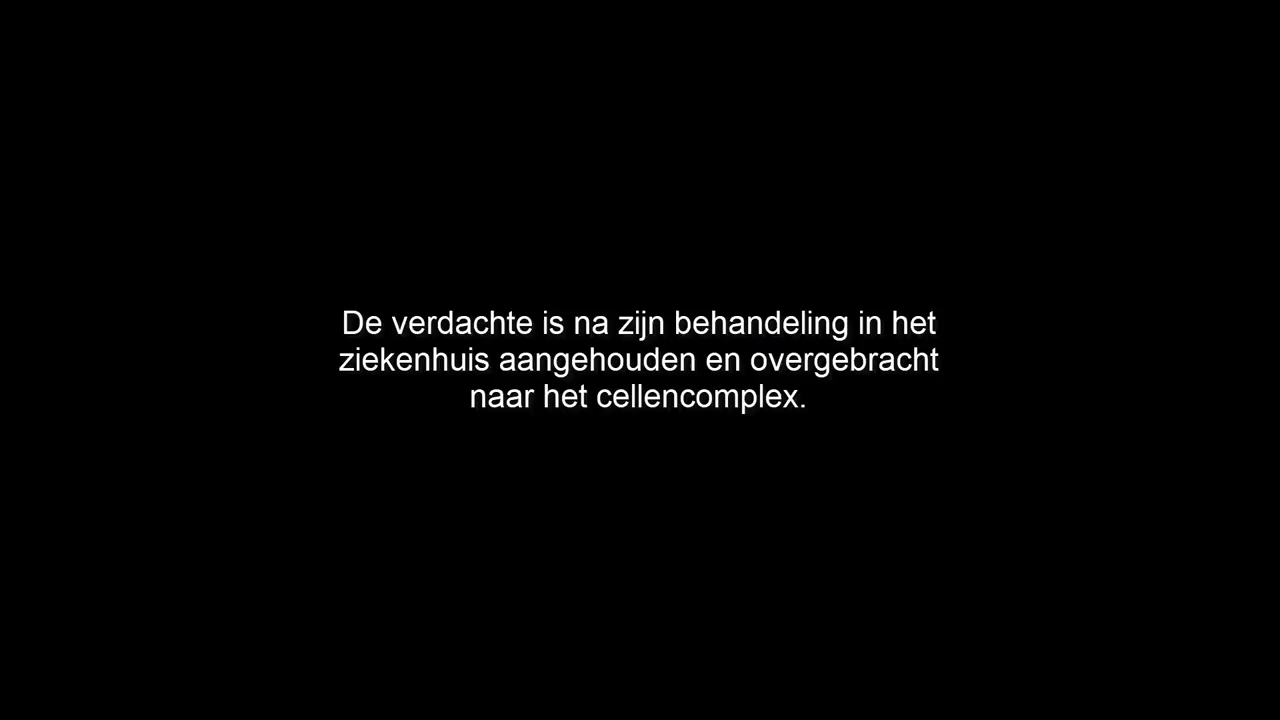 De verdachte is na zijn behandeling in het
ziekenhuis aangehouden en overgebracht
naar het cellencomplex.